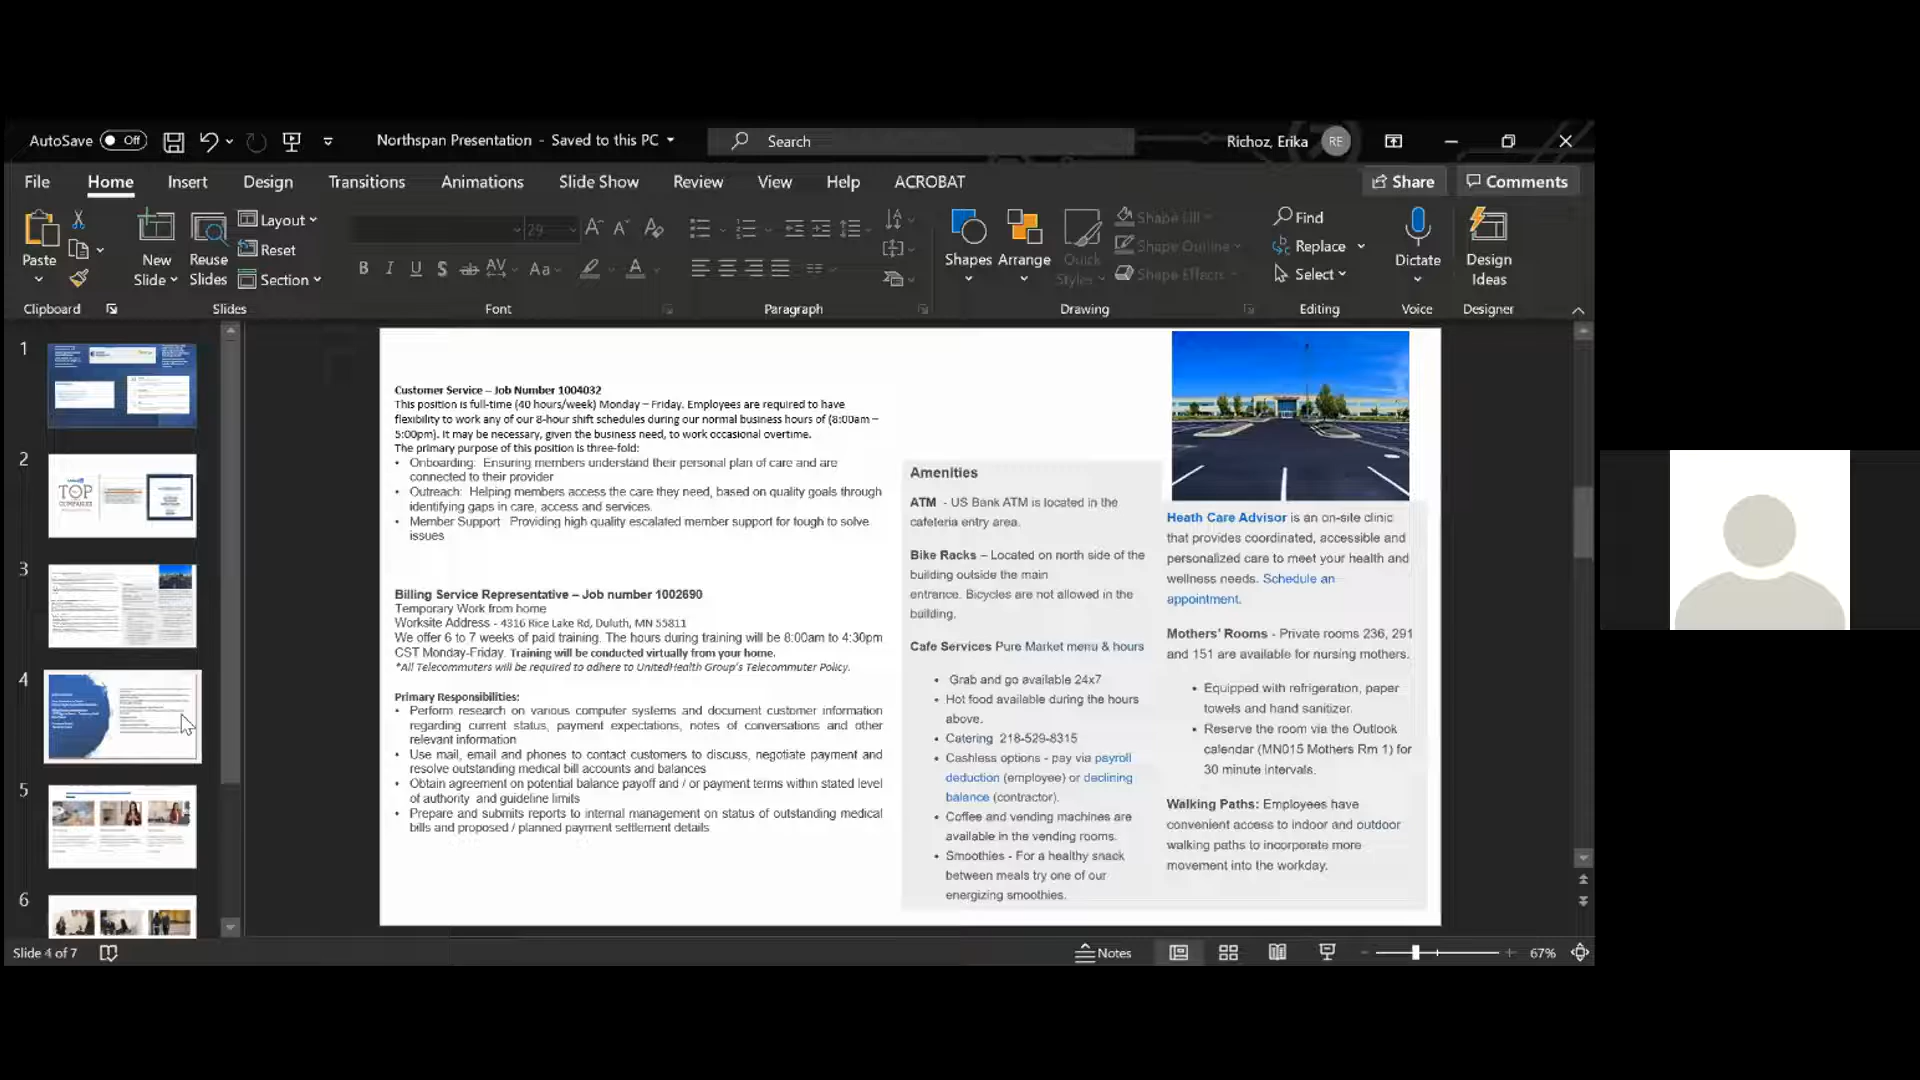 AutoSave Off
Northspan Presentation - Saved to this PC
Search
Richoz, Erika RE
File Home Insert Design Transitions Animations Slide Show Review View Help ACROBAT
Share Comments
Paste
New Slide
Reuse Slides
Layout
Reset
Section
29
B I U S ab AV Aa A
Shapes
Arrange
Quick Styles
Shape Fill
Shape Outline
Shape Effects
Find
Replace
Select
Dictate
Design Ideas
Clipboard Slides Font Paragraph Drawing Editing Voice Designer
1
2
TOP
COMPANIES
3
4
5
6
Customer Service – Job Number 1004032
This position is full-time (40 hours/week) Monday – Friday. Employees are required to have
flexibility to work any of our 8-hour shift schedules during our normal business hours of (8:00am –
5:00pm). It may be necessary, given the business need, to work occasional overtime.
The primary purpose of this position is three-fold:
• Onboarding: Ensuring members understand their personal plan of care and are
connected to their provider
• Outreach: Helping members access the care they need, based on quality goals through
identifying gaps in care, access and services.
• Member Support Providing high quality escalated member support for tough to solve
issues
Billing Service Representative – Job number 1002690
Temporary Work from home
Worksite Address - 4316 Rice Lake Rd, Duluth, MN 55811
We offer 6 to 7 weeks of paid training. The hours during training will be 8:00am to 4:30pm
CST Monday-Friday. Training will be conducted virtually from your home.
*All Telecommuters will be required to adhere to UnitedHealth Group's Telecommuter Policy.
Primary Responsibilities:
• Perform research on various computer systems and document customer information
regarding current status, payment expectations, notes of conversations and other
relevant information
• Use mail, email and phones to contact customers to discuss, negotiate payment and
resolve outstanding medical bill accounts and balances
• Obtain agreement on potential balance payoff and / or payment terms within stated level
of authority and guideline limits
• Prepare and submits reports to internal management on status of outstanding medical
bills and proposed / planned payment settlement details
Amenities
ATM - US Bank ATM is located in the
cafeteria entry area.
Bike Racks – Located on north side of the
building outside the main
entrance. Bicycles are not allowed in the
building.
Cafe Services Pure Market menu & hours
• Grab and go available 24x7
• Hot food available during the hours
above.
• Catering 218-529-8315
• Cashless options - pay via payroll
deduction (employee) or declining
balance (contractor).
• Coffee and vending machines are
available in the vending rooms.
• Smoothies - For a healthy snack
between meals try one of our
energizing smoothies.
Heath Care Advisor is an on-site clinic
that provides coordinated, accessible and
personalized care to meet your health and
wellness needs. Schedule an
appointment.
Mothers' Rooms - Private rooms 236, 291
and 151 are available for nursing mothers.
• Equipped with refrigeration, paper
towels and hand sanitizer.
• Reserve the room via the Outlook
calendar (MN015 Mothers Rm 1) for
30 minute intervals.
Walking Paths: Employees have
convenient access to indoor and outdoor
walking paths to incorporate more
movement into the workday.
Slide 4 of 7
Notes
67%